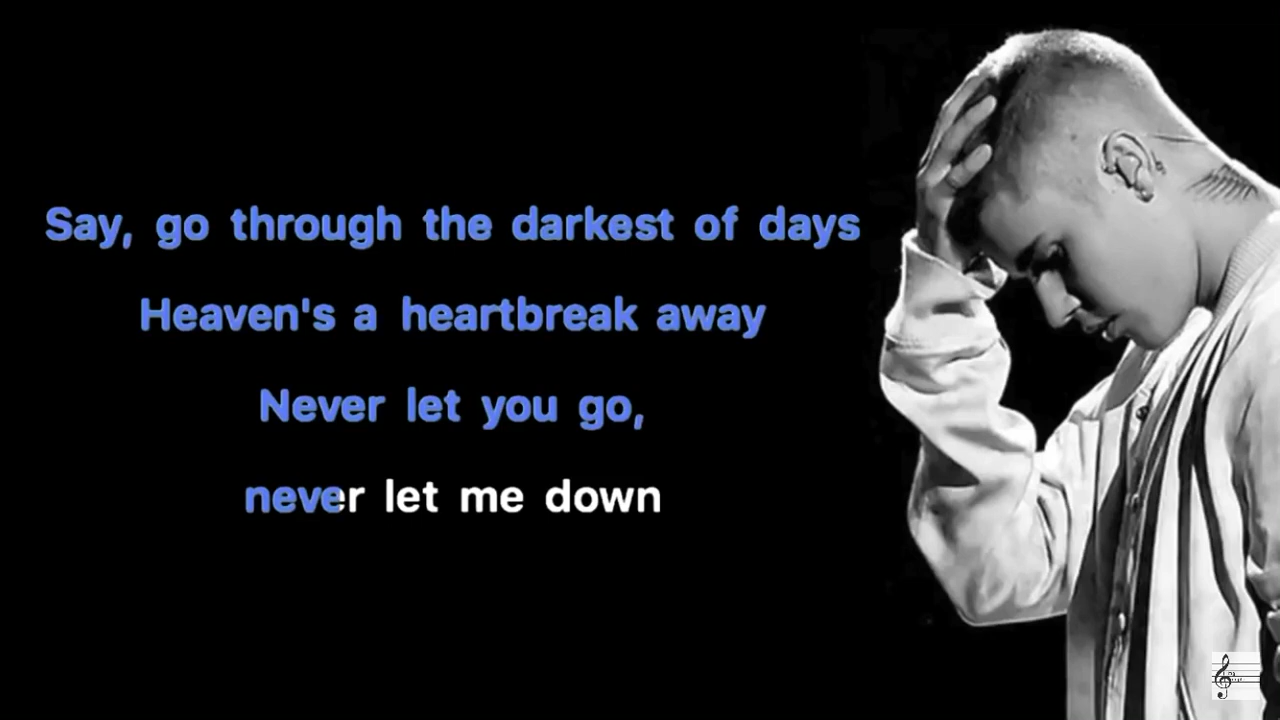 Say, go through the darkest of days
Heaven's a heartbreak away
Never let you go,
never let me down